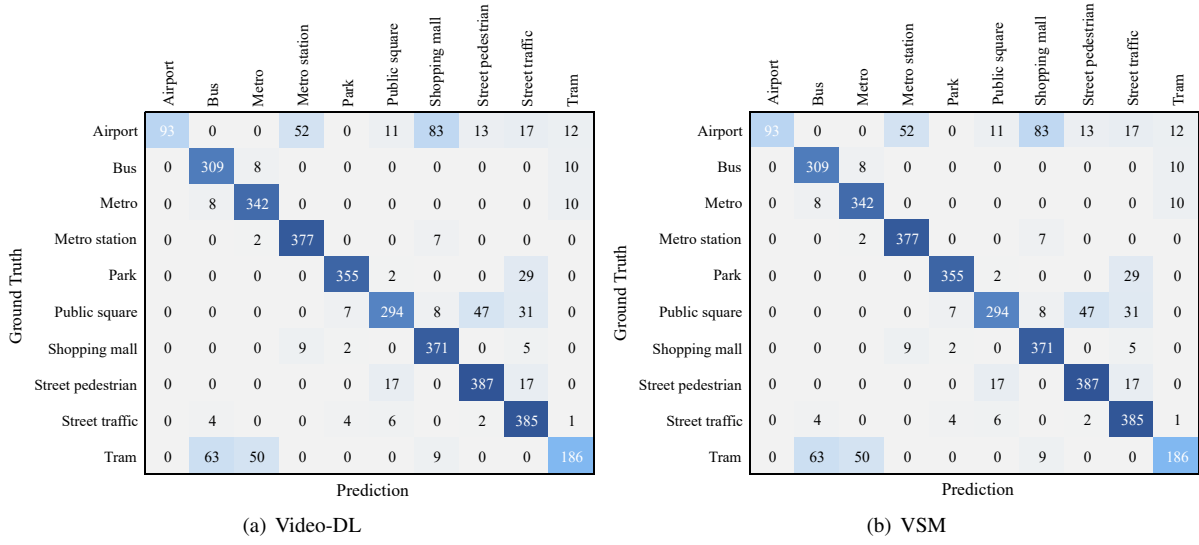 Airport Bus Metro Metro station Park Public square Shopping mall Street pedestrian Street traffic Tram
Airport 93 0 0 52 0 11 83 13 17 12
Bus 0 309 8 0 0 0 0 0 0 10
Metro 0 8 342 0 0 0 0 0 0 10
Metro station 0 0 2 377 0 0 7 0 0 0
Park 0 0 0 0 355 2 0 0 29 0
Public square 0 0 0 0 7 294 8 47 31 0
Shopping mall 0 0 0 9 2 0 371 0 5 0
Street pedestrian 0 0 0 0 0 17 0 387 17 0
Street traffic 0 4 0 0 4 6 0 2 385 1
Tram 0 63 50 0 0 0 9 0 0 186
Ground Truth
Prediction
(a) Video-DL
Airport Bus Metro Metro station Park Public square Shopping mall Street pedestrian Street traffic Tram
Airport 93 0 0 52 0 11 83 13 17 12
Bus 0 309 8 0 0 0 0 0 0 10
Metro 0 8 342 0 0 0 0 0 0 10
Metro station 0 0 2 377 0 0 7 0 0 0
Park 0 0 0 0 355 2 0 0 29 0
Public square 0 0 0 0 7 294 8 47 31 0
Shopping mall 0 0 0 9 2 0 371 0 5 0
Street pedestrian 0 0 0 0 0 17 0 387 17 0
Street traffic 0 4 0 0 4 6 0 2 385 1
Tram 0 63 50 0 0 0 9 0 0 186
Ground Truth
Prediction
(b) VSM